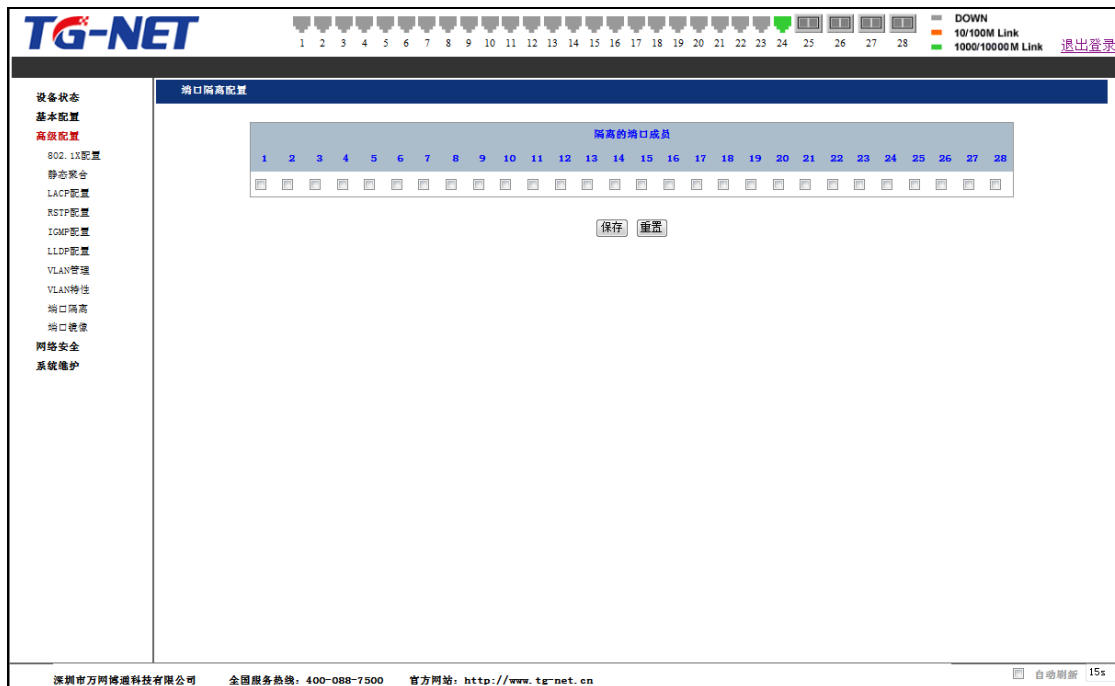 TG-NET
1 2 3 4 5 6 7 8 9 10 11 12 13 14 15 16 17 18 19 20 21 22 23 24 25 26 27 28
DOWN
10/100M Link
1000/10000M Link
退出登录
设备状态
基本配置
高级配置
802.1X配置
静态聚合
LACP配置
RSTP配置
IGMP配置
LLDP配置
VLAN管理
VLAN特性
端口隔离
端口镜像
网络安全
系统维护
端口隔离配置
隔离的端口成员
1 2 3 4 5 6 7 8 9 10 11 12 13 14 15 16 17 18 19 20 21 22 23 24 25 26 27 28
保存 重置
深圳市万网博通科技有限公司 全国服务热线: 400-088-7500 官方网站: http://www.tg-net.cn
自动刷新 15s